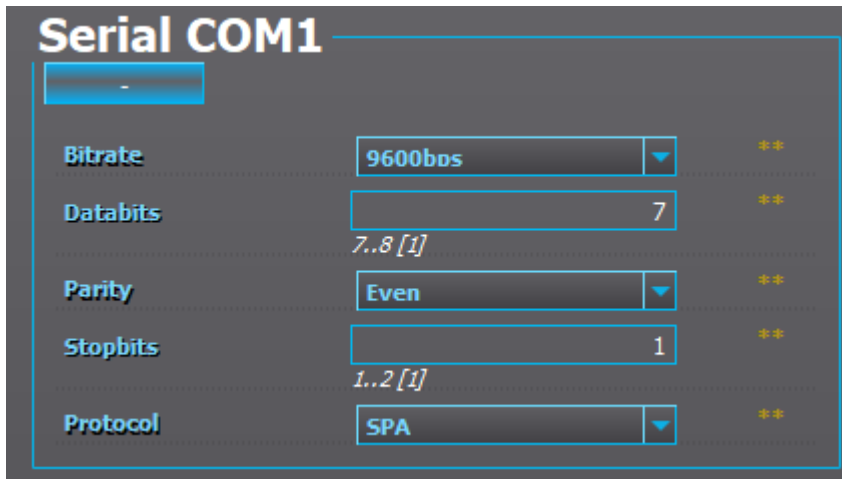 Serial COM1
-
Bitrate 9600bps **
Databits 7 **
7..8 [1]
Parity Even **
Stopbits 1 **
1..2 [1]
Protocol SPA **